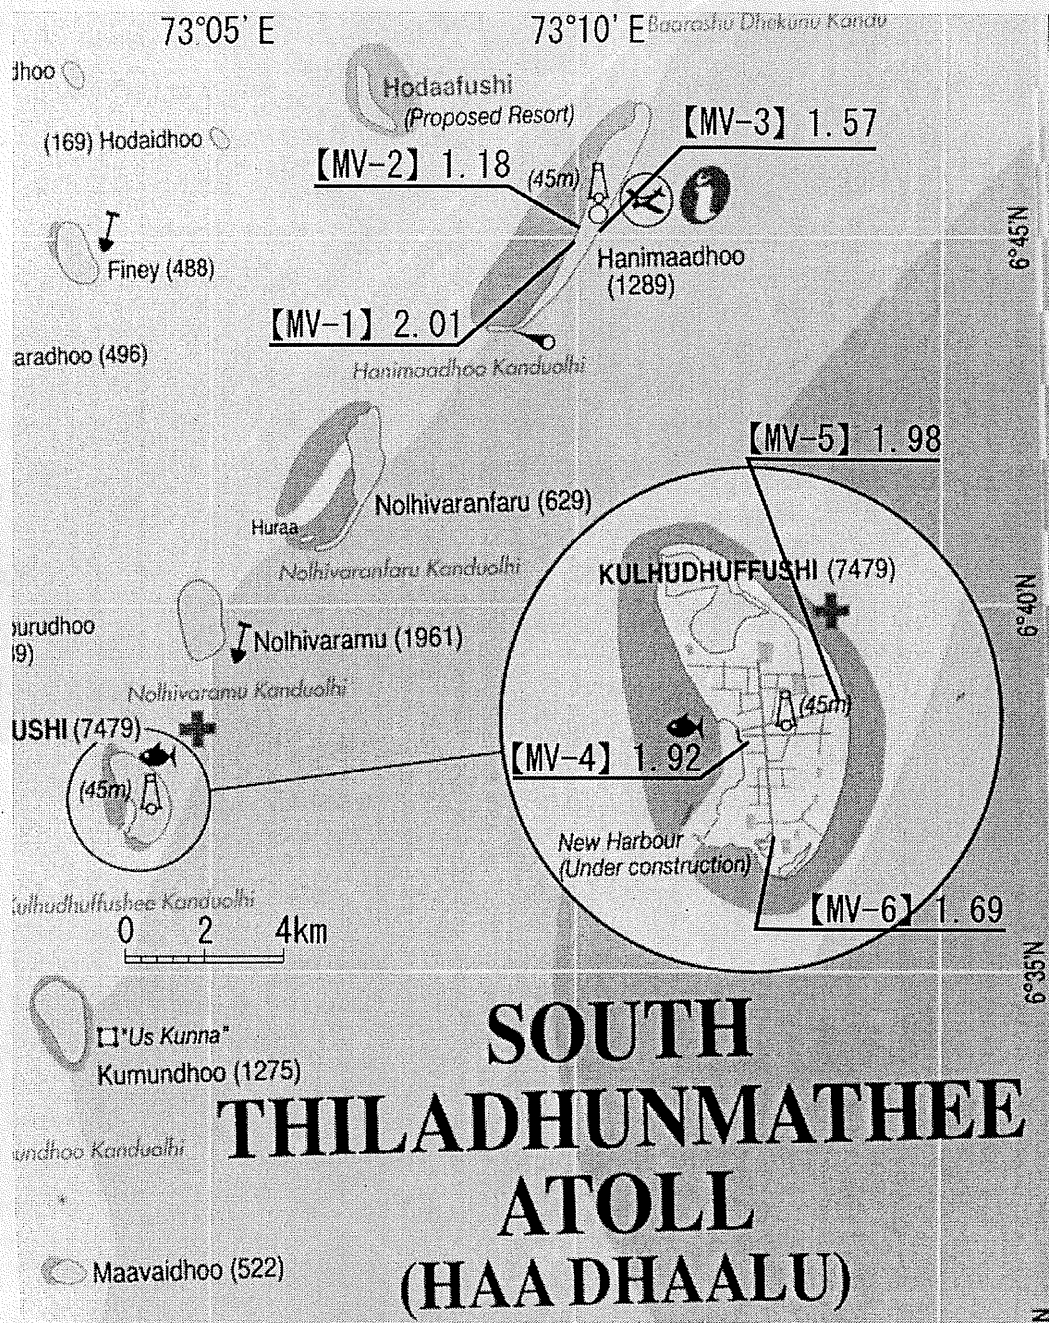 73°05' E
73°10' E
Baarashu Dhekunu Kandu
dhoo
Hodaafushi
(Proposed Resort)
(169) Hodaidhoo
【MV-3】 1.57
【MV-2】 1.18
(45m)
i
6°45'N
Finey (488)
Hanimaadhoo
(1289)
【MV-1】 2.01
aradhoo (496)
Hanimaadhoo Kanduolhi
【MV-5】 1.98
Nolhivaranfaru (629)
Huraa
Nolhivaranfaru Kanduolhi
KULHUDHUFFUSHI (7479)
6°40'N
ourudhoo
39)
Nolhivaramu (1961)
Nolhivaramu Kanduolhi
USHI (7479)
(45m)
(45m)
【MV-4】 1.92
New Harbour
(Under construction)
Kulhudhuffushee Kanduolhi
【MV-6】 1.69
0 2 4km
6°35'N
"Us Kunna"
Kumundhoo (1275)
SOUTH
THILADHUNMATHEE
ATOLL
(HAA DHAALU)
undhoo Kanduolhi
Maavaidhoo (522)
N